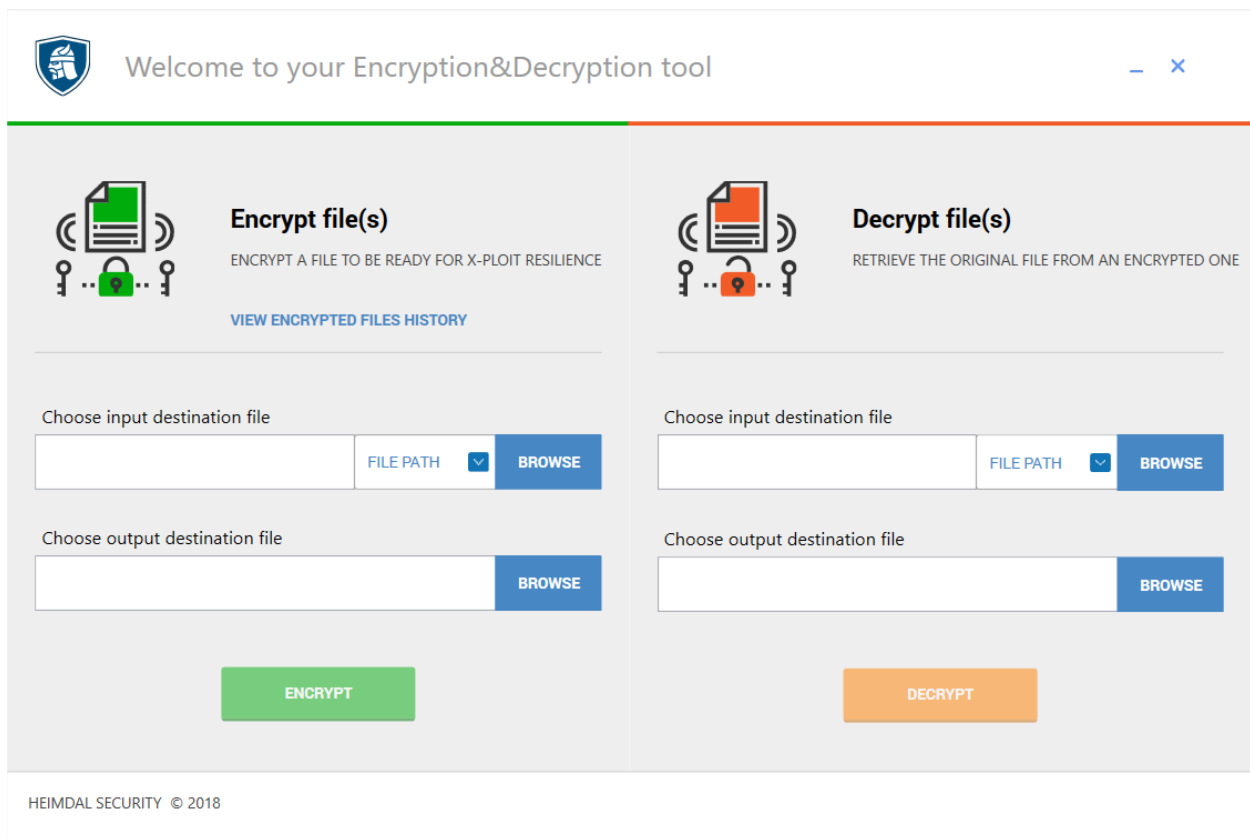 Welcome to your Encryption&Decryption tool
Encrypt file(s)
ENCRYPT A FILE TO BE READY FOR X-PLOIT RESILIENCE
VIEW ENCRYPTED FILES HISTORY
Choose input destination file
FILE PATH
BROWSE
Choose output destination file
BROWSE
ENCRYPT
Decrypt file(s)
RETRIEVE THE ORIGINAL FILE FROM AN ENCRYPTED ONE
Choose input destination file
FILE PATH
BROWSE
Choose output destination file
BROWSE
DECRYPT
HEIMDAL SECURITY © 2018